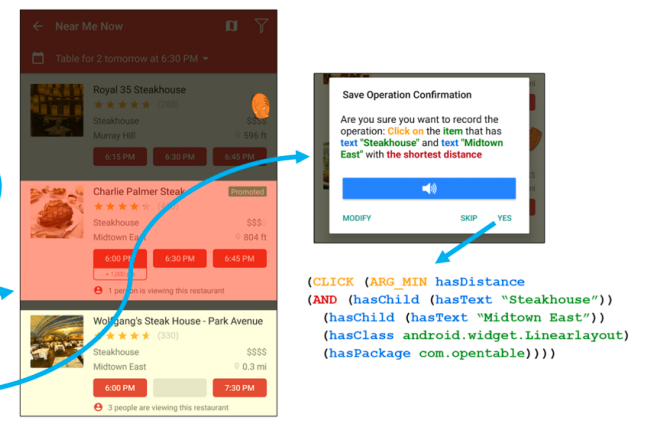 Near Me Now
Table for 2 tomorrow at 6:30 PM
Royal 35 Steakhouse
(288)
Steakhouse
$$$$
Murray Hill
596 ft
6:15 PM
6:30 PM
6:45 PM
Charlie Palmer Steak
Promoted
Steakhouse
$$$
Midtown East
804 ft
6:00 PM
6:30 PM
6:45 PM
1 person is viewing this restaurant
Wolfgang's Steak House - Park Avenue
(330)
Steakhouse
$$$$
Midtown East
0.3 mi
6:00 PM
7:30 PM
3 people are viewing this restaurant
Save Operation Confirmation
Are you sure you want to record the
operation: Click on the item that has
text "Steakhouse" and text "Midtown
East" with the shortest distance
MODIFY
SKIP
YES
(CLICK (ARG_MIN hasDistance
(AND (hasChild (hasText “Steakhouse”))
(hasChild (hasText “Midtown East”))
(hasClass android.widget.Linearlayout)
(hasPackage com.opentable))))